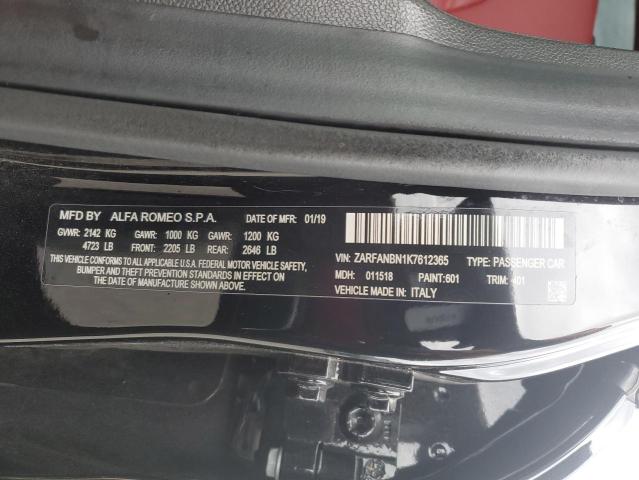 MFD BY ALFA ROMEO S.P.A. DATE OF MFR 01/19
GVWR: 2142 KG GAWR: 1000 KG GAWR: 1200 KG
4723 LB FRONT: 2205 LB REAR: 2646 LB
THIS VEHICLE CONFORMS TO ALL APPLICABLE U.S.A. FEDERAL MOTOR VEHICLE SAFETY,
BUMPER AND THEFT PREVENTION STANDARDS IN EFFECT ON
THE DATE OF MANUFACTURE SHOWN ABOVE.
VIN: ZARFANBN1K7612365 TYPE: PASSENGER CAR
MDH: 011518 PAINT:601 TRIM: 401
VEHICLE MADE IN : ITALY